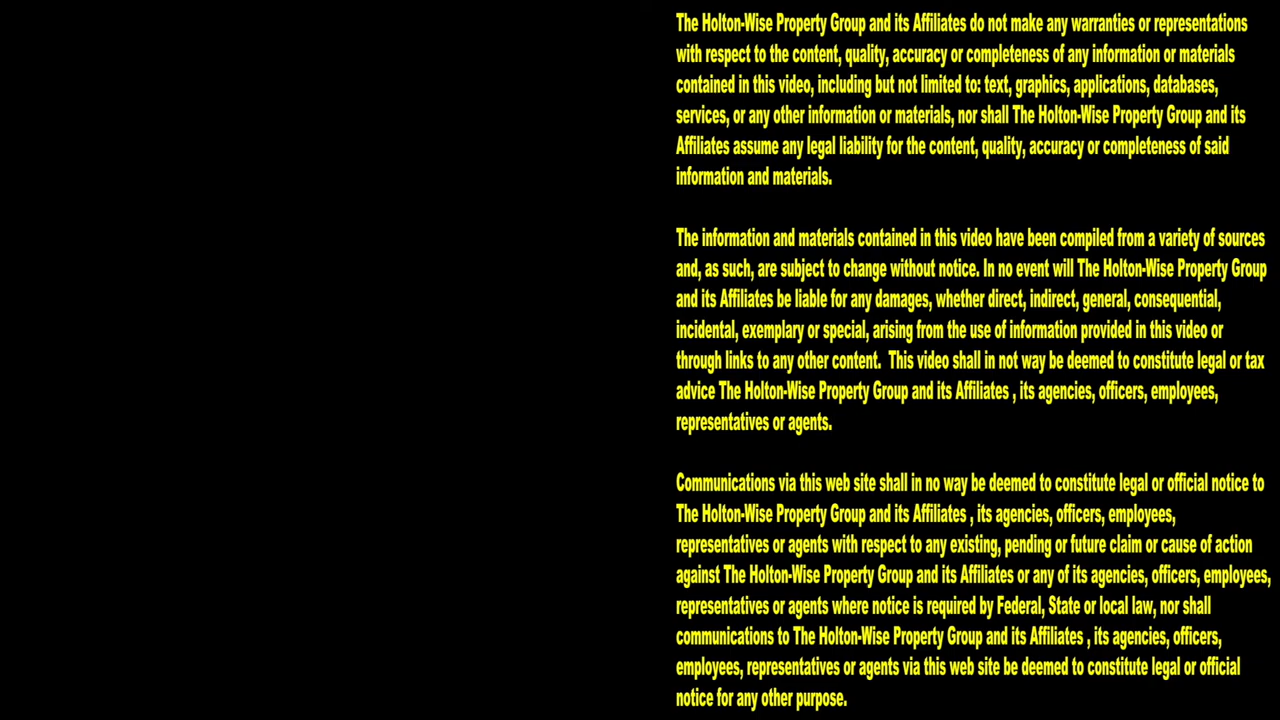 The Holton-Wise Property Group and its Affiliates do not make any warranties or representations
with respect to the content, quality, accuracy or completeness of any information or materials
contained in this video, including but not limited to: text, graphics, applications, databases,
services, or any other information or materials, nor shall The Holton-Wise Property Group and its
Affiliates assume any legal liability for the content, quality, accuracy or completeness of said
information and materials.
The information and materials contained in this video have been compiled from a variety of sources
and, as such, are subject to change without notice. In no event will The Holton-Wise Property Group
and its Affiliates be liable for any damages, whether direct, indirect, general, consequential,
incidental, exemplary or special, arising from the use of information provided in this video or
through links to any other content.  This video shall in not way be deemed to constitute legal or tax
advice The Holton-Wise Property Group and its Affiliates , its agencies, officers, employees,
representatives or agents.
Communications via this web site shall in no way be deemed to constitute legal or official notice to
The Holton-Wise Property Group and its Affiliates , its agencies, officers, employees,
representatives or agents with respect to any existing, pending or future claim or cause of action
against The Holton-Wise Property Group and its Affiliates or any of its agencies, officers, employees,
representatives or agents where notice is required by Federal, State or local law, nor shall
communications to The Holton-Wise Property Group and its Affiliates , its agencies, officers,
employees, representatives or agents via this web site be deemed to constitute legal or official
notice for any other purpose.